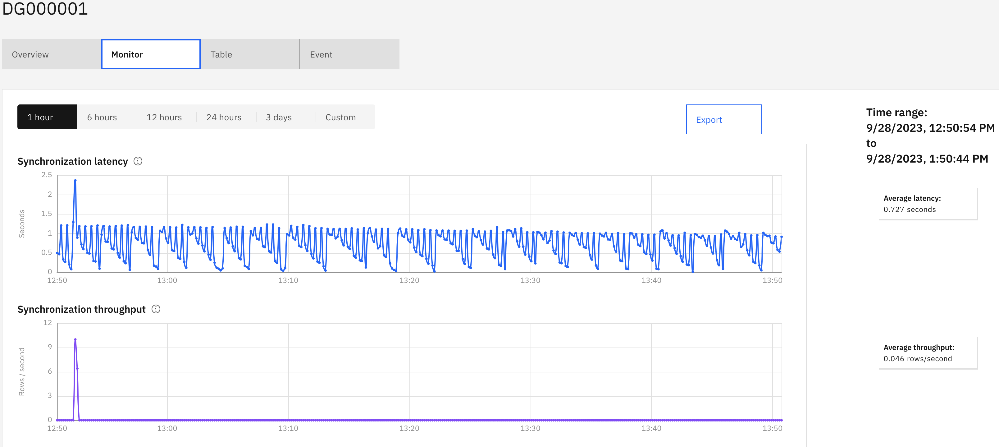 DG000001
Overview
Monitor
Table
Event
1 hour
6 hours
12 hours
24 hours
3 days
Custom
Export
Time range:
9/28/2023, 12:50:54 PM
to
9/28/2023, 1:50:44 PM
Synchronization latency
Seconds
2.5
2
1.5
1
0.5
0
12:50
13:00
13:10
13:20
13:30
13:40
13:50
Average latency:
0.727 seconds
Synchronization throughput
Rows / second
12
9
6
3
0
12:50
13:00
13:10
13:20
13:30
13:40
13:50
Average throughput:
0.046 rows/second